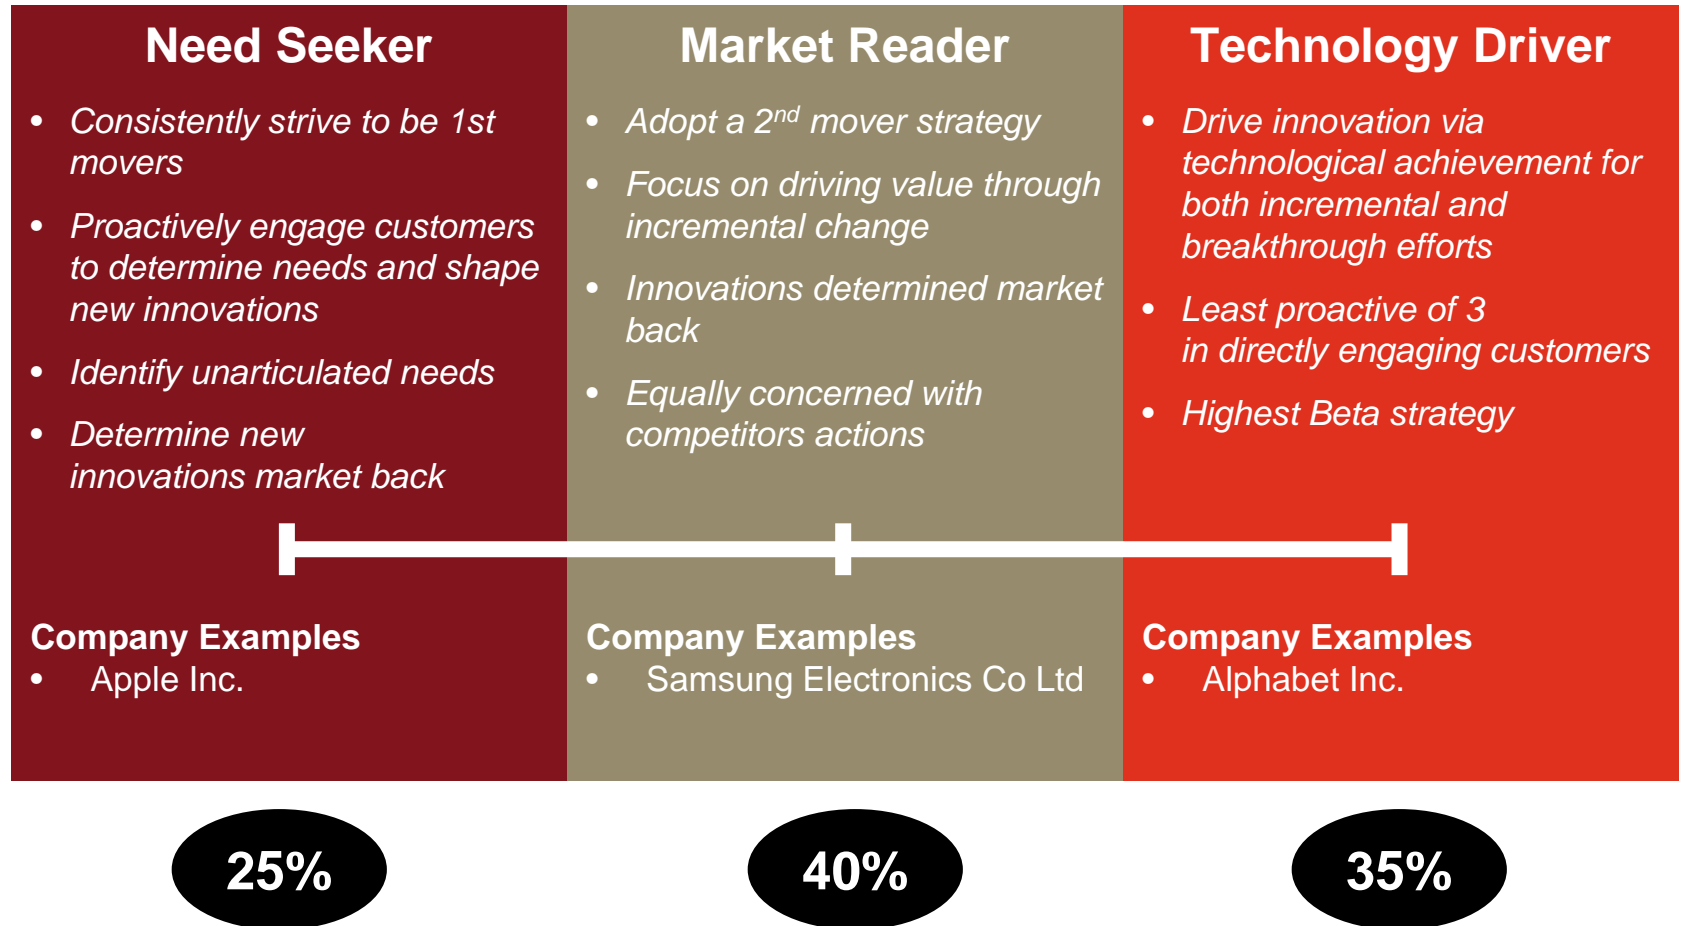 Need Seeker
• Consistently strive to be 1st
movers
• Proactively engage customers
to determine needs and shape
new innovations
• Identify unarticulated needs
• Determine new
innovations market back
Company Examples
• Apple Inc.
25%
Market Reader
• Adopt a 2nd mover strategy
• Focus on driving value through
incremental change
• Innovations determined market
back
• Equally concerned with
competitors actions
Company Examples
• Samsung Electronics Co Ltd
40%
Technology Driver
• Drive innovation via
technological achievement for
both incremental and
breakthrough efforts
• Least proactive of 3
in directly engaging customers
• Highest Beta strategy
Company Examples
• Alphabet Inc.
35%